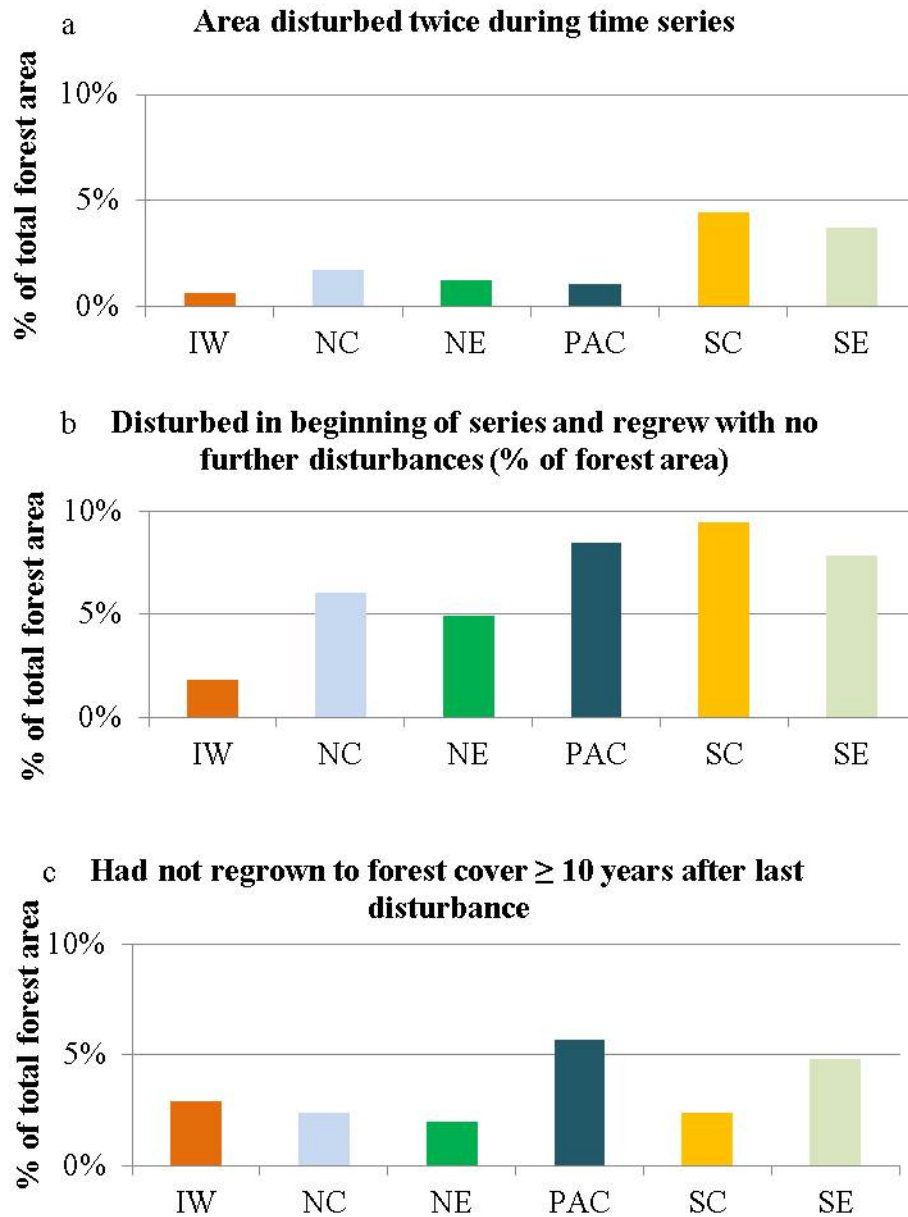 a Area disturbed twice during time series
% of total forest area
10%
5%
0%
IW NC NE PAC SC SE
b Disturbed in beginning of series and regrew with no
further disturbances (% of forest area)
% of total forest area
10%
5%
0%
IW NC NE PAC SC SE
c Had not regrown to forest cover ≥ 10 years after last
disturbance
% of total forest area
10%
5%
0%
IW NC NE PAC SC SE